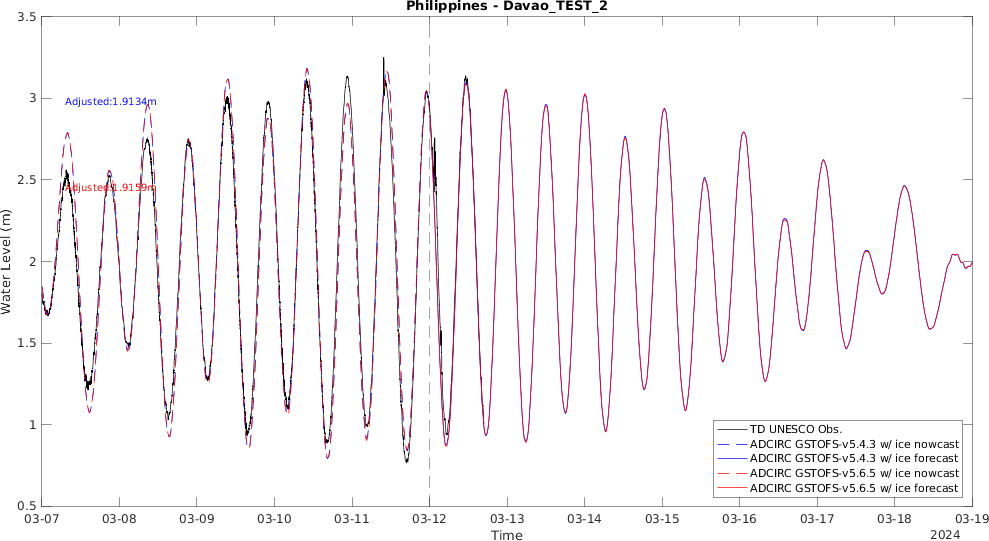 Philippines - Davao_TEST_2
Water Level (m)
3.5
3
2.5
2
1.5
1
0.5
Adjusted:1.9134m
Adjusted:1.9159m
TD UNESCO Obs.
ADCIRC GSTOFS-v5.4.3 w/ ice nowcast
ADCIRC GSTOFS-v5.4.3 w/ ice forecast
ADCIRC GSTOFS-v5.6.5 w/ ice nowcast
ADCIRC GSTOFS-v5.6.5 w/ ice forecast
03-07 03-08 03-09 03-10 03-11 03-12 03-13 03-14 03-15 03-16 03-17 03-18 03-19
Time
2024